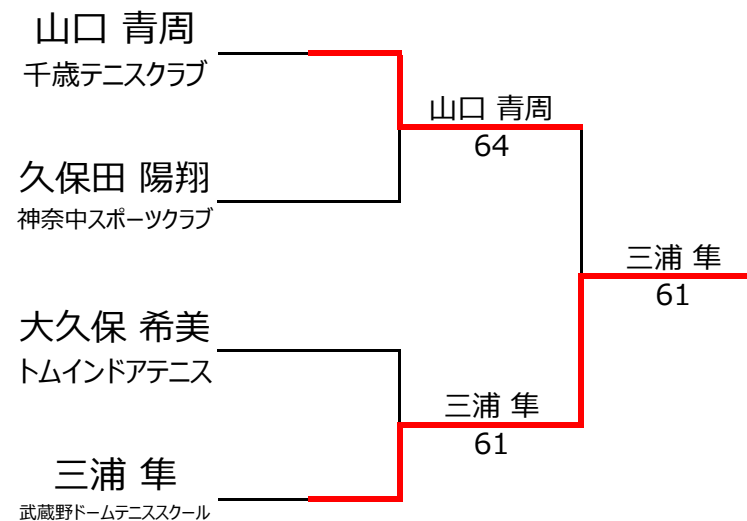 山口 青周
千歳テニスクラブ
久保田 陽翔
神奈中スポーツクラブ
大久保 希美
トムインドアテニス
三浦 隼
武蔵野ドームテニススクール
山口 青周
64
三浦 隼
61
三浦 隼
61